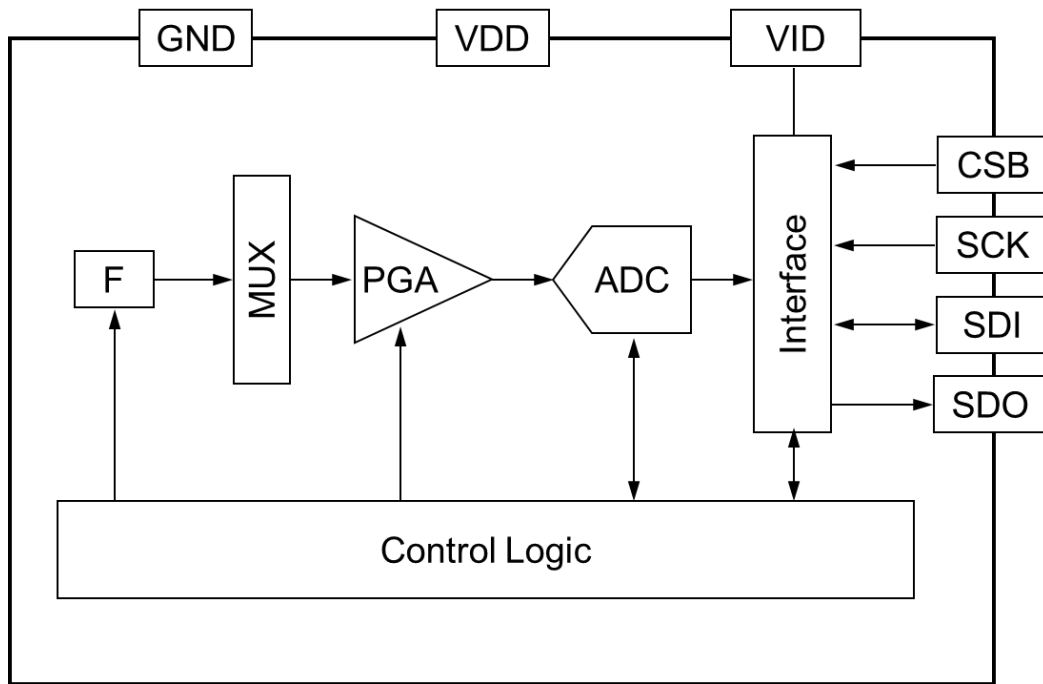 GND
VDD
VID
CSB
SCK
SDI
SDO
F
MUX
PGA
ADC
Interface
Control Logic